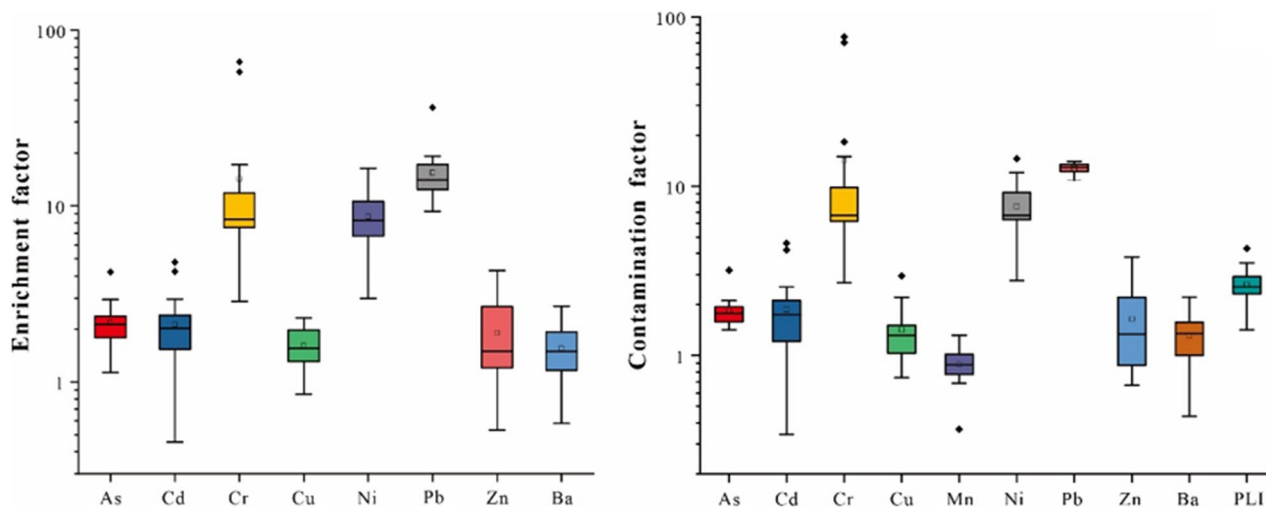 Enrichment factor
100
10
1
As Cd Cr Cu Ni Pb Zn Ba
Contamination factor
100
10
1
As Cd Cr Cu Mn Ni Pb Zn Ba PLI